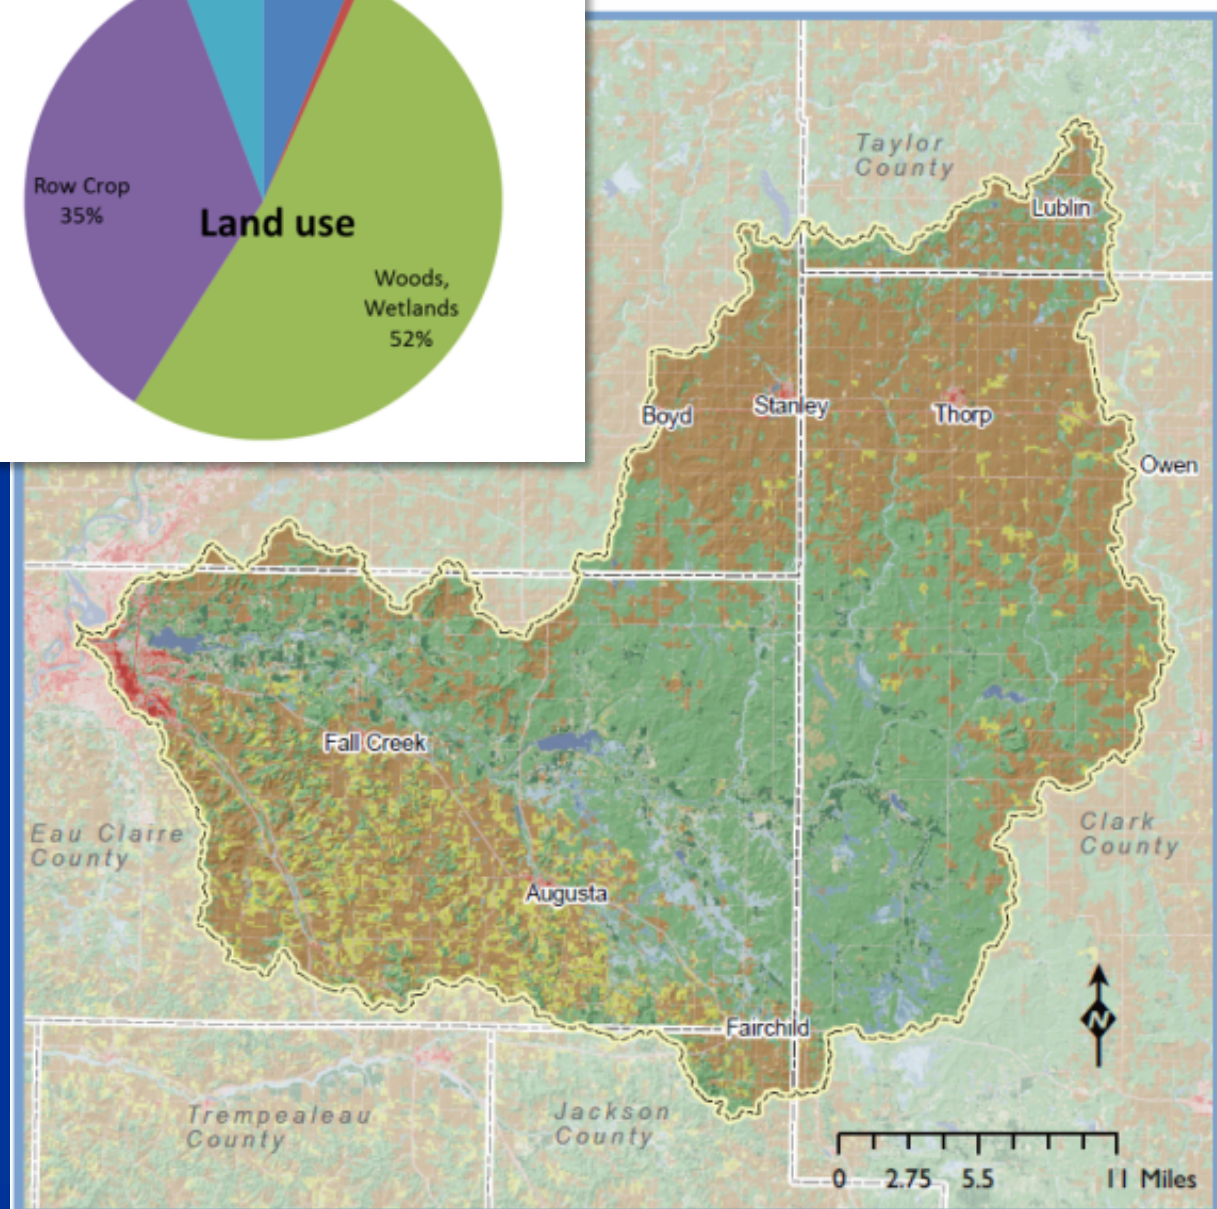 Row Crop
35%
Land use
Woods,
Wetlands
52%
Taylor
County
Lublin
Boyd
Stanley
Thorp
Owen
Fall Creek
Eau Claire
County
Clark
County
Augusta
Fairchild
N
Trempealeau
County
Jackson
County
0 2.75 5.5 11 Miles